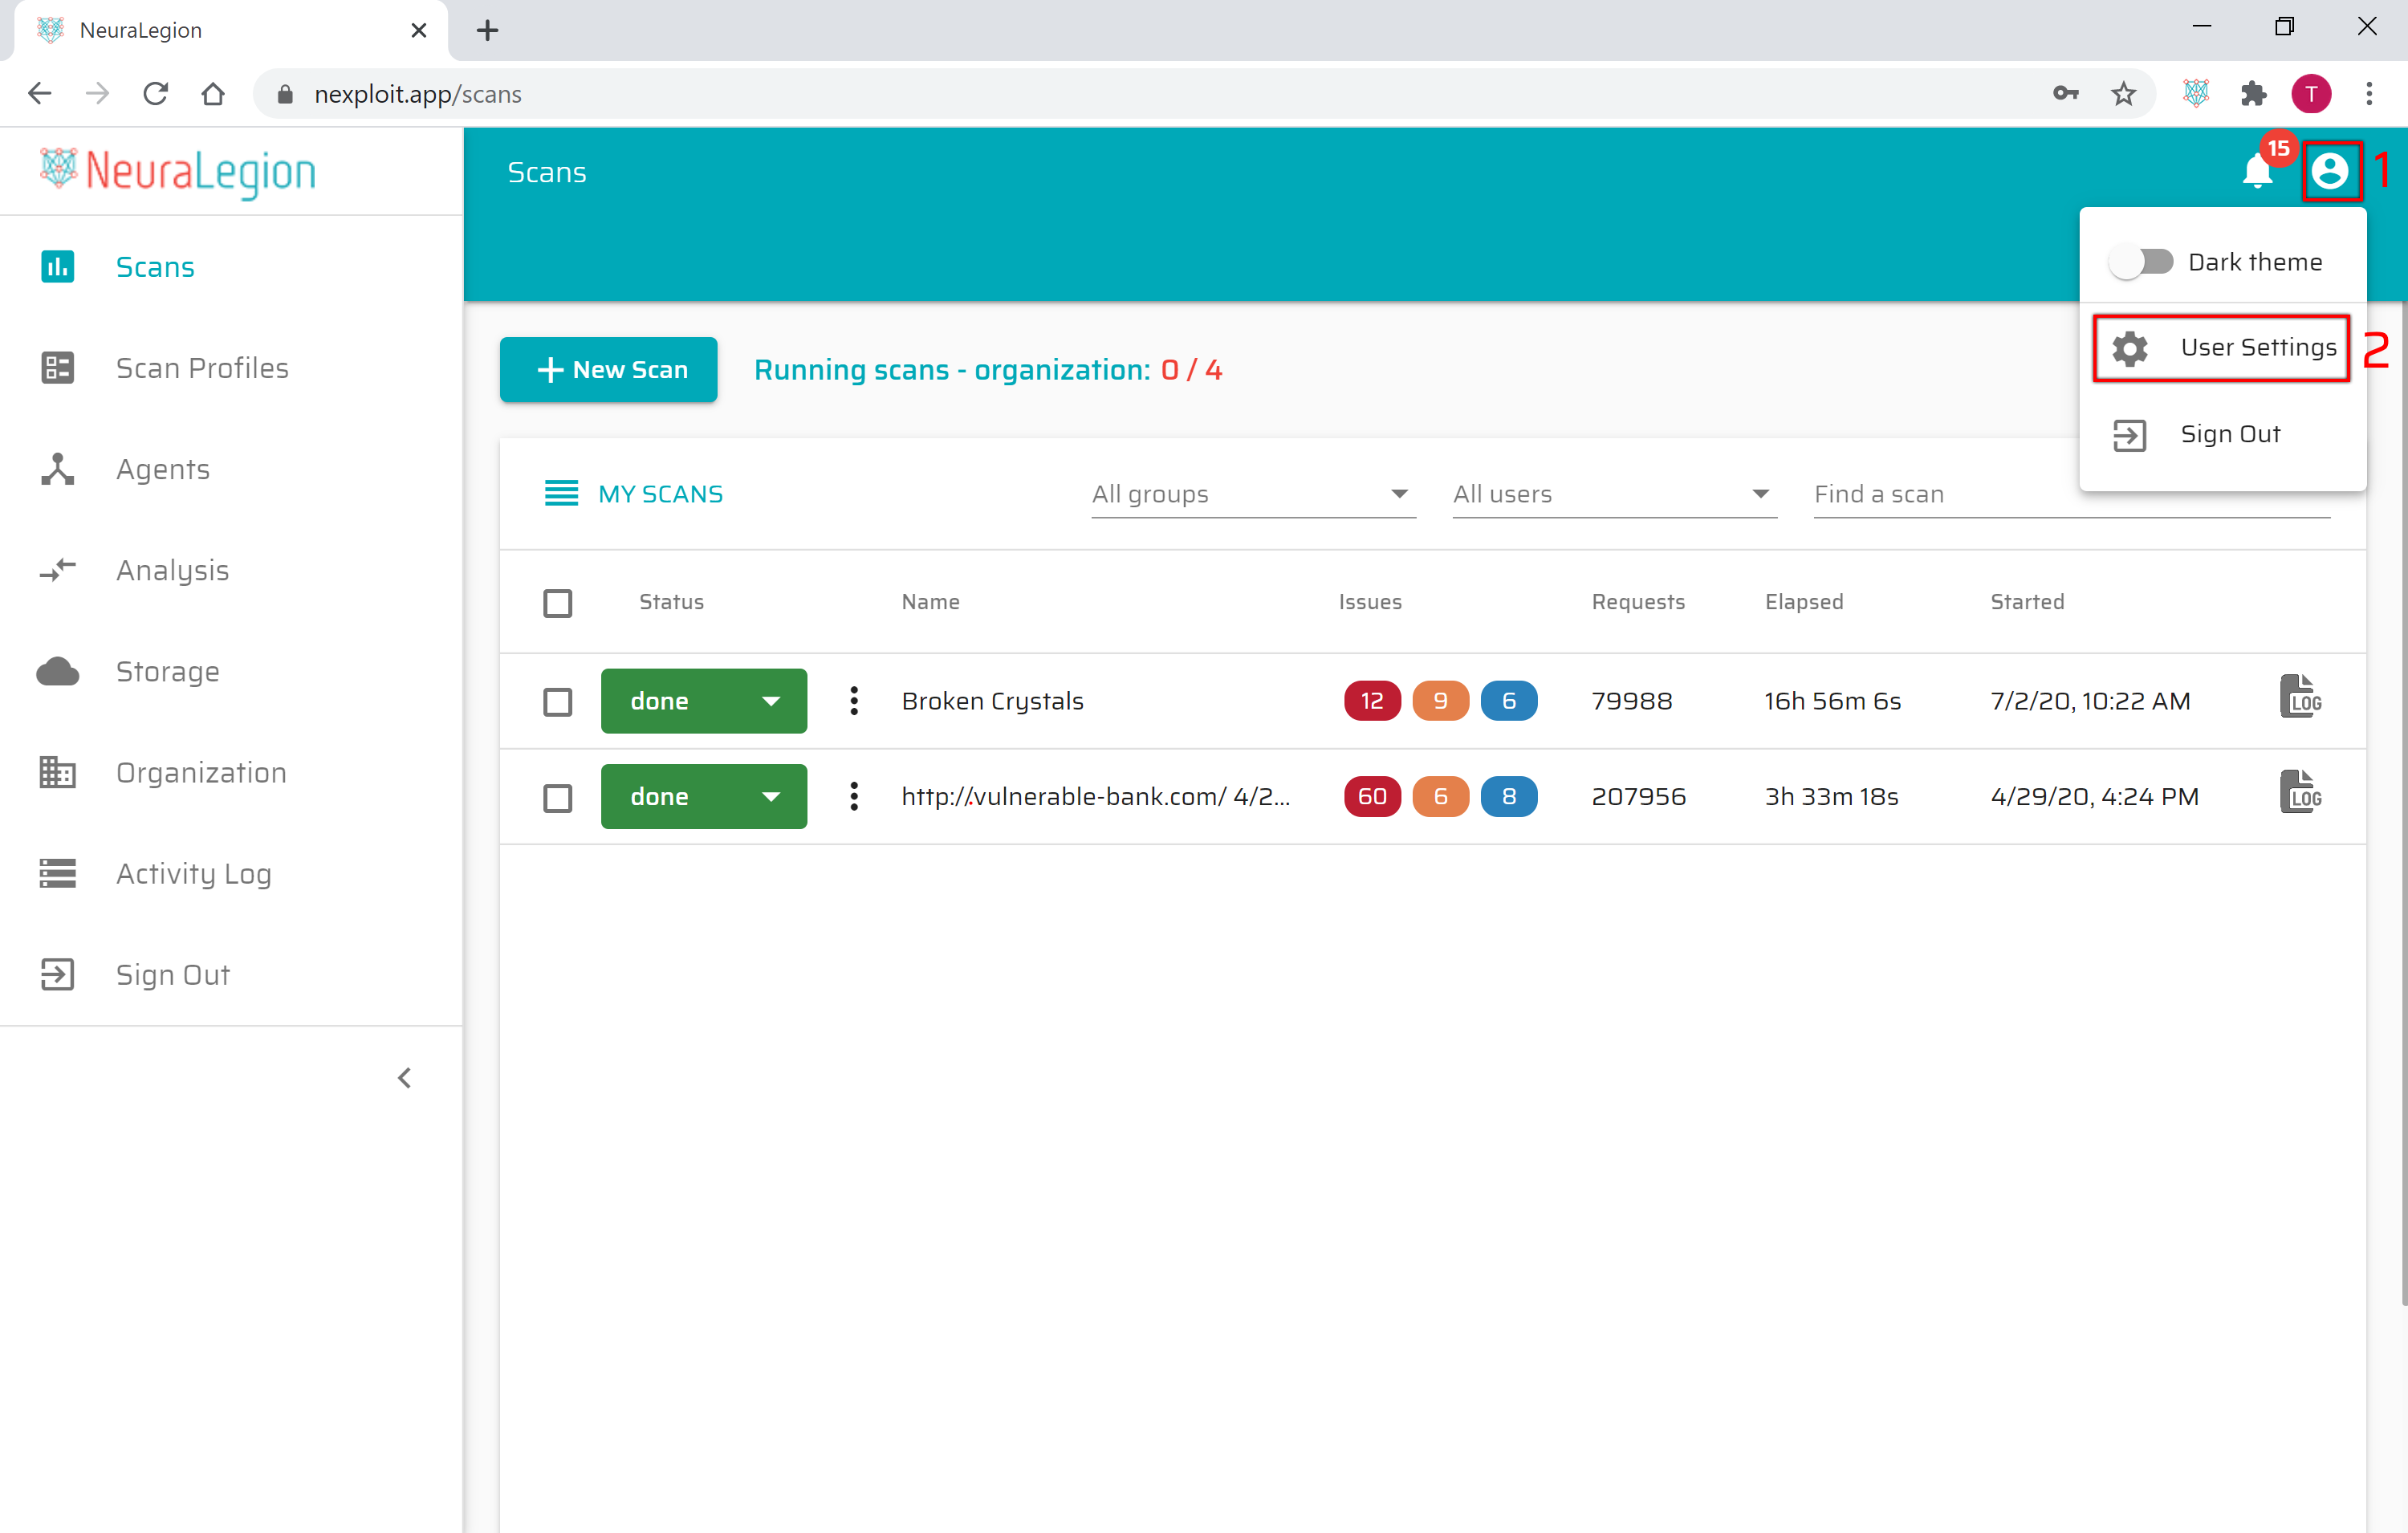 NeuraLegion
nexploit.app/scans
T
NeuraLegion
Scans
15
1
Dark theme
User Settings
2
Sign Out
Scans
Scan Profiles
Agents
Analysis
Storage
Organization
Activity Log
Sign Out
New Scan
Running scans - organization: 0 / 4
MY SCANS
All groups
All users
Find a scan
Status Name Issues Requests Elapsed Started
done Broken Crystals 12 9 6 79988 16h 56m 6s 7/2/20, 10:22 AM LOG
done http://vulnerable-bank.com/ 4/2... 60 6 8 207956 3h 33m 18s 4/29/20, 4:24 PM LOG